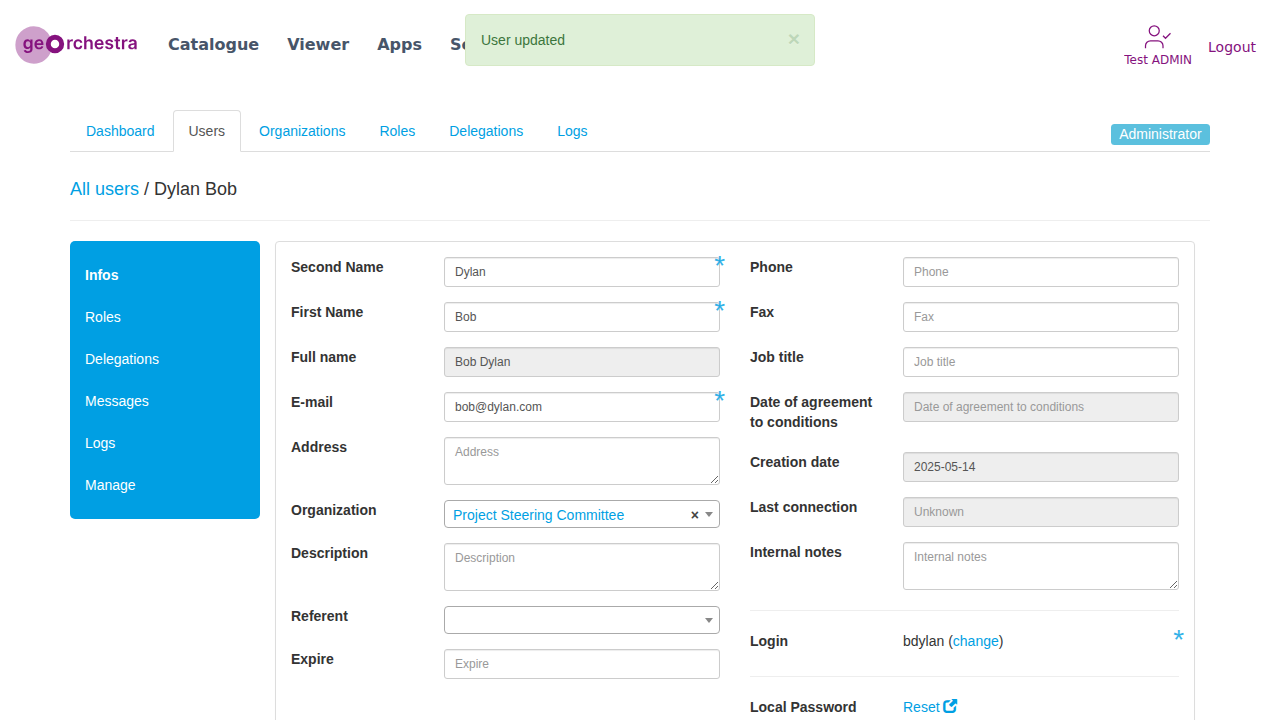 georchestra
Catalogue Viewer Apps
User updated ×
Test ADMIN
Logout
Dashboard Users Organizations Roles Delegations Logs
Administrator
All users / Dylan Bob
Infos
Roles
Delegations
Messages
Logs
Manage
Second Name Dylan *
First Name Bob *
Full name Bob Dylan
E-mail bob@dylan.com *
Address Address
Organization Project Steering Committee ×
Description Description
Referent
Expire Expire
Phone Phone
Fax Fax
Job title Job title
Date of agreement to conditions Date of agreement to conditions
Creation date 2025-05-14
Last connection Unknown
Internal notes Internal notes
Login bdylan (change) *
Local Password Reset